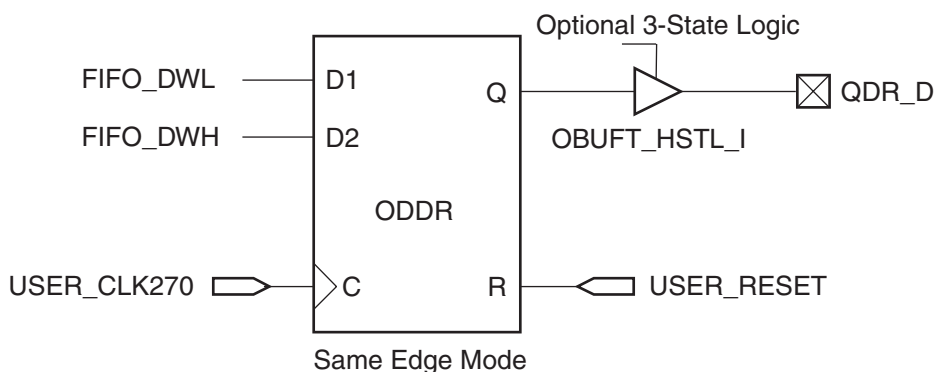 Optional 3-State Logic
FIFO_DWL
D1
Q
QDR_D
FIFO_DWH
D2
OBUFT_HSTL_I
ODDR
USER_CLK270
C
R
USER_RESET
Same Edge Mode